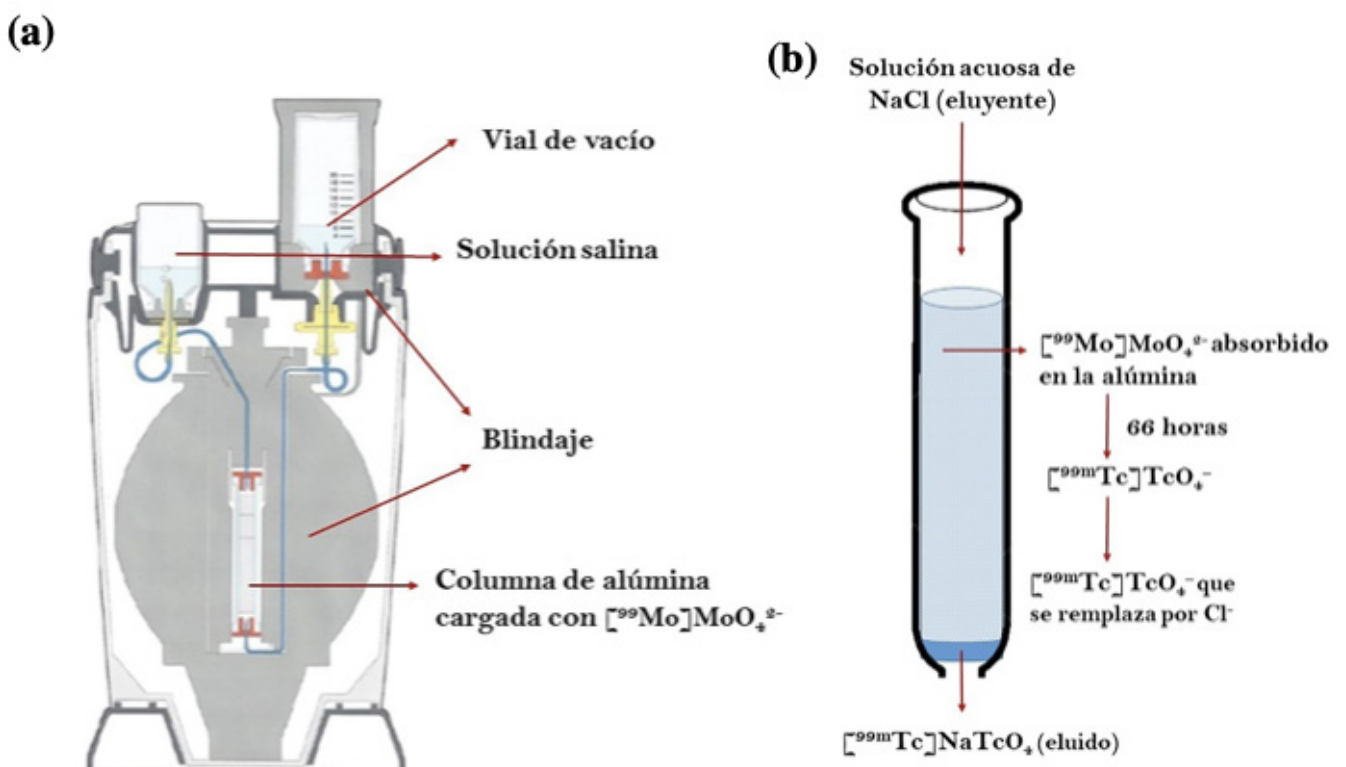 (a)
Vial de vacío
Solución salina
Blindaje
Columna de alúmina
cargada con [⁹⁹Mo]MoO₄²⁻
(b)
Solución acuosa de
NaCl (eluyente)
[⁹⁹Mo]MoO₄²⁻ absorbido
en la alúmina
66 horas
[⁹⁹ᵐTc]TcO₄⁻
[⁹⁹ᵐTc]TcO₄⁻ que
se remplaza por Cl⁻
[⁹⁹ᵐTc]NaTcO₄ (eluido)